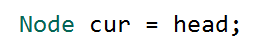 Node cur = head;